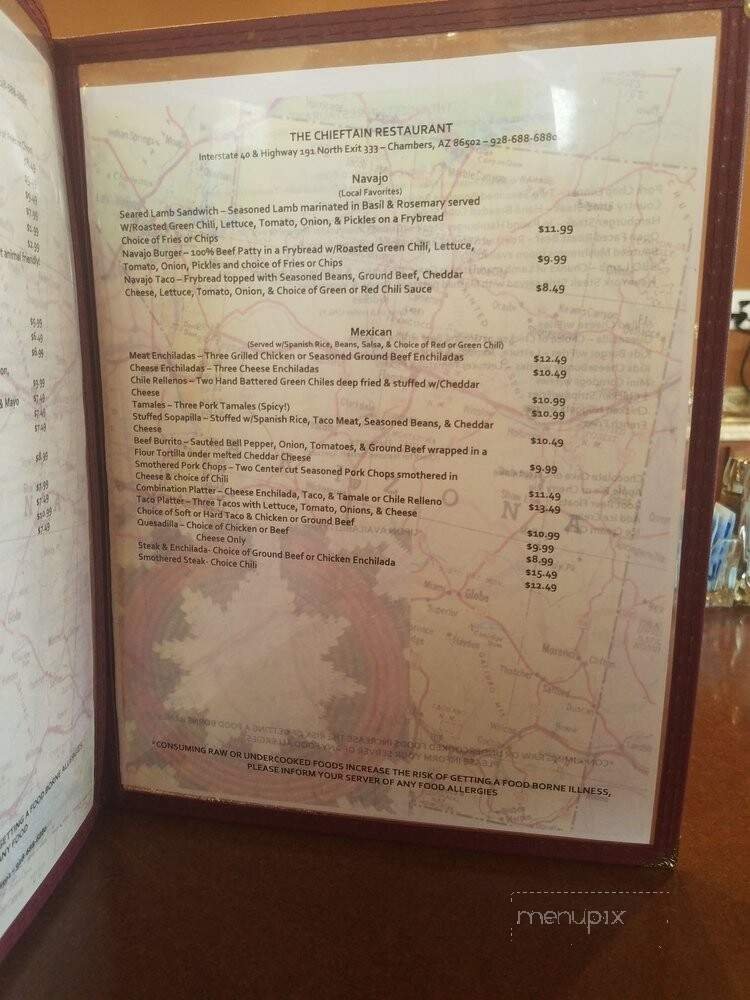 THE CHIEFTAIN RESTAURANT
Interstate 40 & Highway 191 North Exit 333 – Chambers, AZ 86502 – 928-688-6880
Navajo
(Local Favorites)
Seared Lamb Sandwich – Seasoned Lamb marinated in Basil & Rosemary served
W/Roasted Green Chili, Lettuce, Tomato, Onion, & Pickles on a Frybread
Choice of Fries or Chips $11.99
Navajo Burger – 100% Beef Patty in a Frybread w/Roasted Green Chili, Lettuce,
Tomato, Onion, Pickles and choice of Fries or Chips $9.99
Navajo Taco – Frybread topped with Seasoned Beans, Ground Beef, Cheddar
Cheese, Lettuce, Tomato, Onion, & Choice of Green or Red Chili Sauce $8.49
Mexican
(Served w/Spanish Rice, Beans, Salsa, & Choice of Red or Green Chili)
Meat Enchiladas – Three Grilled Chicken or Seasoned Ground Beef Enchiladas $12.49
Cheese Enchiladas – Three Cheese Enchiladas $10.49
Chile Rellenos – Two Hand Battered Green Chiles deep fried & stuffed w/Cheddar
Cheese $10.99
Tamales – Three Pork Tamales (Spicy!) $10.99
Stuffed Sopapilla – Stuffed w/Spanish Rice, Taco Meat, Seasoned Beans, & Cheddar
Cheese $10.49
Beef Burrito – Sautéed Bell Pepper, Onion, Tomatoes, & Ground Beef wrapped in a
Flour Tortilla under melted Cheddar Cheese $9.99
Smothered Pork Chops – Two Center cut Seasoned Pork Chops smothered in
Cheese & choice of Chili $11.49
Combination Platter – Cheese Enchilada, Taco, & Tamale or Chile Relleno $13.49
Taco Platter – Three Tacos with Lettuce, Tomato, Onions, & Cheese
Choice of Soft or Hard Taco & Chicken or Ground Beef $10.99
Quesadilla – Choice of Chicken or Beef $9.99
Cheese Only $8.99
Steak & Enchilada- Choice of Ground Beef or Chicken Enchilada $15.49
Smothered Steak- Choice Chili $12.49
*CONSUMING RAW OR UNDERCOOKED FOODS INCREASE THE RISK OF GETTING A FOOD BORNE ILLNESS,
PLEASE INFORM YOUR SERVER OF ANY FOOD ALLERGIES
menupix